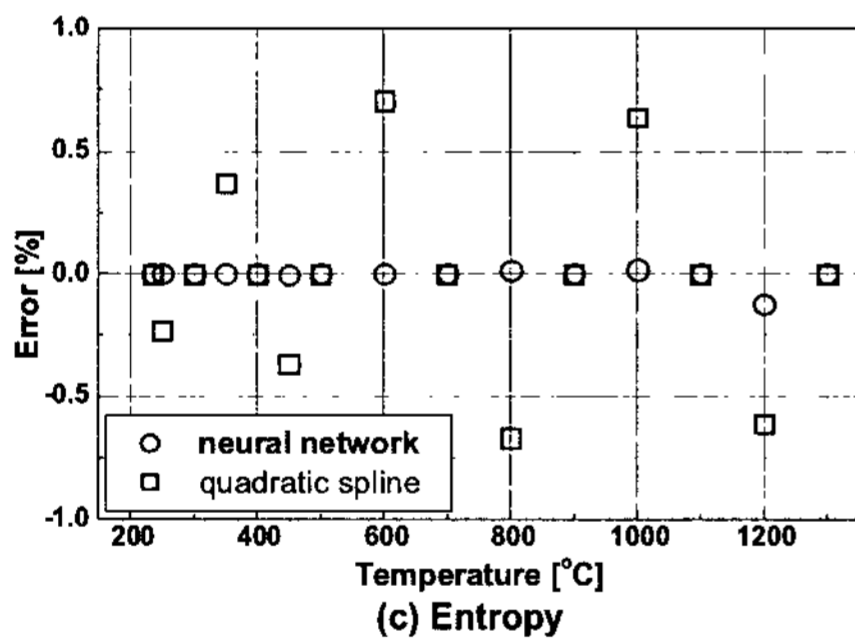 1.0
0.5
0.0
-0.5
-1.0
Error [%]
neural network
quadratic spline
200 400 600 800 1000 1200
Temperature [°C]
(c) Entropy